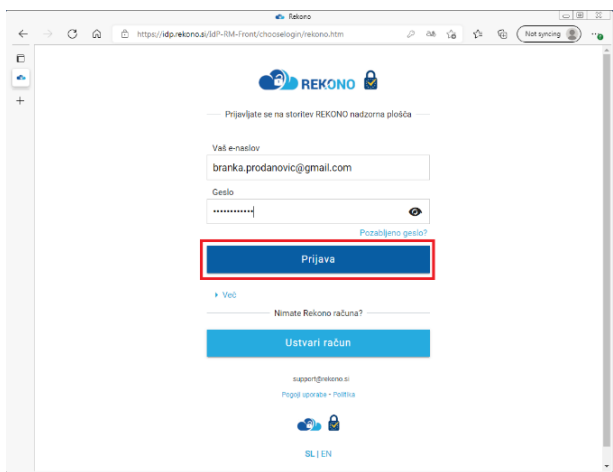 Rekono
https://idp.rekono.si/IdP-RM-Front/chooselogin/rekono.htm
Not syncing
REKONO
Prijavljate se na storitev REKONO nadzorna plošča
Vaš e-naslov
branka.prodanovic@gmail.com
Geslo
••••••••••••
Pozabljeno geslo?
Prijava
Več
Nimate Rekono računa?
Ustvari račun
support@rekono.si
Pogoji uporabe • Politika
SL | EN